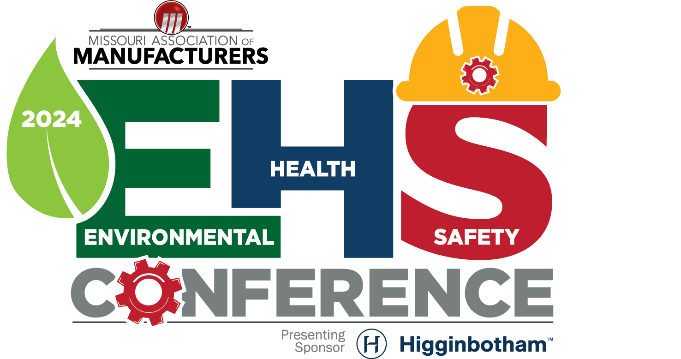 MISSOURI ASSOCIATION OF
MANUFACTURERS
2024
EHS
ENVIRONMENTAL
HEALTH
SAFETY
CONFERENCE
Presenting
Sponsor
H Higginbotham™